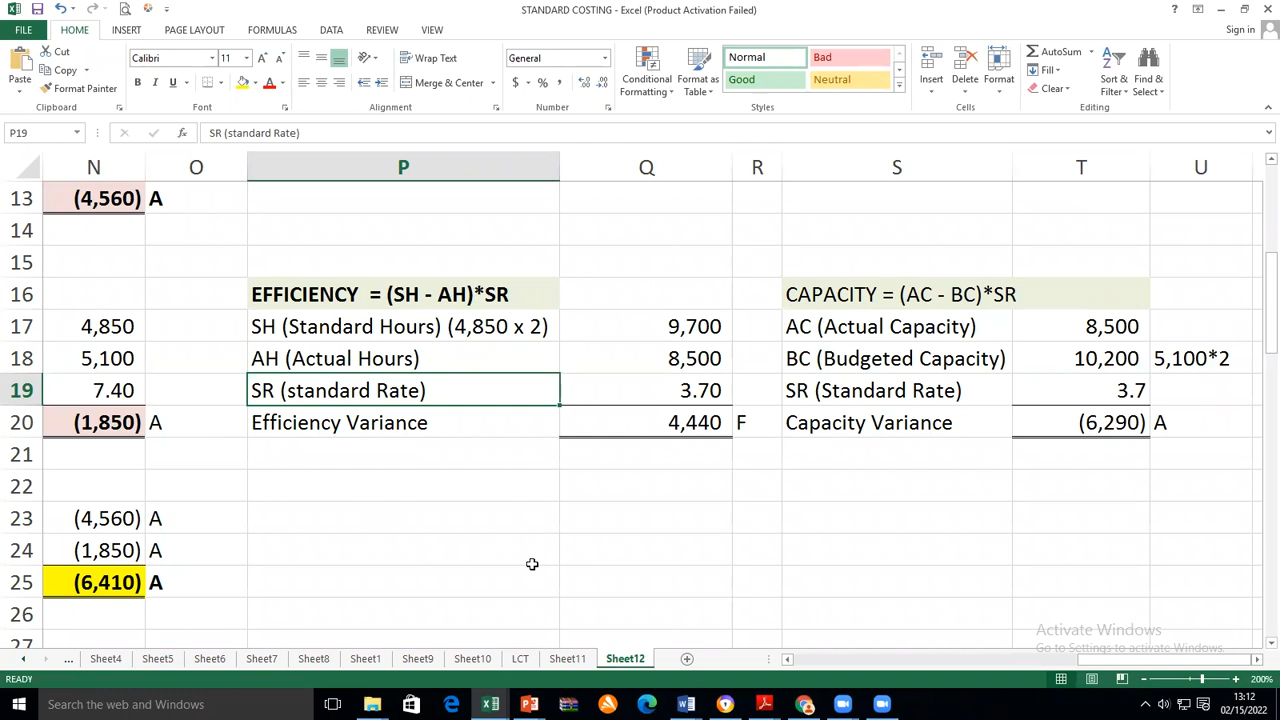 STANDARD COSTING - Excel (Product Activation Failed)
FILE HOME INSERT PAGE LAYOUT FORMULAS DATA REVIEW VIEW Sign in
Paste Cut Copy Format Painter Clipboard
Calibri 11 B I U Font
Wrap Text Merge & Center Alignment
General $ % , Number
Conditional Formatting Format as Table Normal Bad Good Neutral Styles
Insert Delete Format Cells
AutoSum Fill Clear Sort & Filter Find & Select Editing
P19 fx SR (standard Rate)
N O P Q R S T U
13 (4,560) A
14
15
16 EFFICIENCY = (SH - AH)*SR CAPACITY = (AC - BC)*SR
17 4,850 SH (Standard Hours) (4,850 x 2) 9,700 AC (Actual Capacity) 8,500
18 5,100 AH (Actual Hours) 8,500 BC (Budgeted Capacity) 10,200 5,100*2
19 7.40 SR (standard Rate) 3.70 SR (Standard Rate) 3.7
20 (1,850) A Efficiency Variance 4,440 F Capacity Variance (6,290) A
21
22
23 (4,560) A
24 (1,850) A
25 (6,410) A
26
27
Activate Windows
Go to Settings to activate Windows.
... Sheet4 Sheet5 Sheet6 Sheet7 Sheet8 Sheet1 Sheet9 Sheet10 LCT Sheet11 Sheet12
READY 200%
Search the web and Windows 13:12
02/15/2022